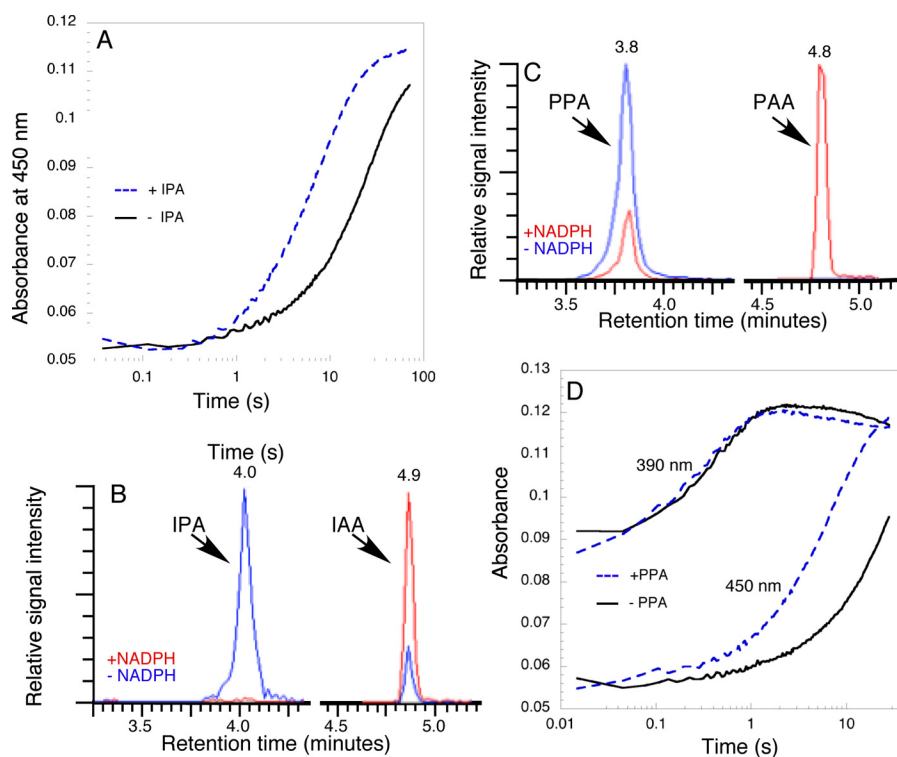 A
0.12
0.11
0.1
0.09
0.08
0.07
0.06
0.05
Absorbance at 450 nm
+ IPA
- IPA
0.1 1 10 100
Time (s)
B
Time (s)
4.0 4.9
IPA IAA
Relative signal intensity
+NADPH
- NADPH
3.5 4.0 4.5 5.0
Retention time (minutes)
C
3.8 4.8
PPA PAA
Relative signal intensity
+NADPH
- NADPH
3.5 4.0 4.5 5.0
Retention time (minutes)
D
0.13
0.12
0.1
0.09
0.08
0.07
0.06
0.05
Absorbance
390 nm
450 nm
+PPA
- PPA
0.01 0.1 1 10
Time (s)